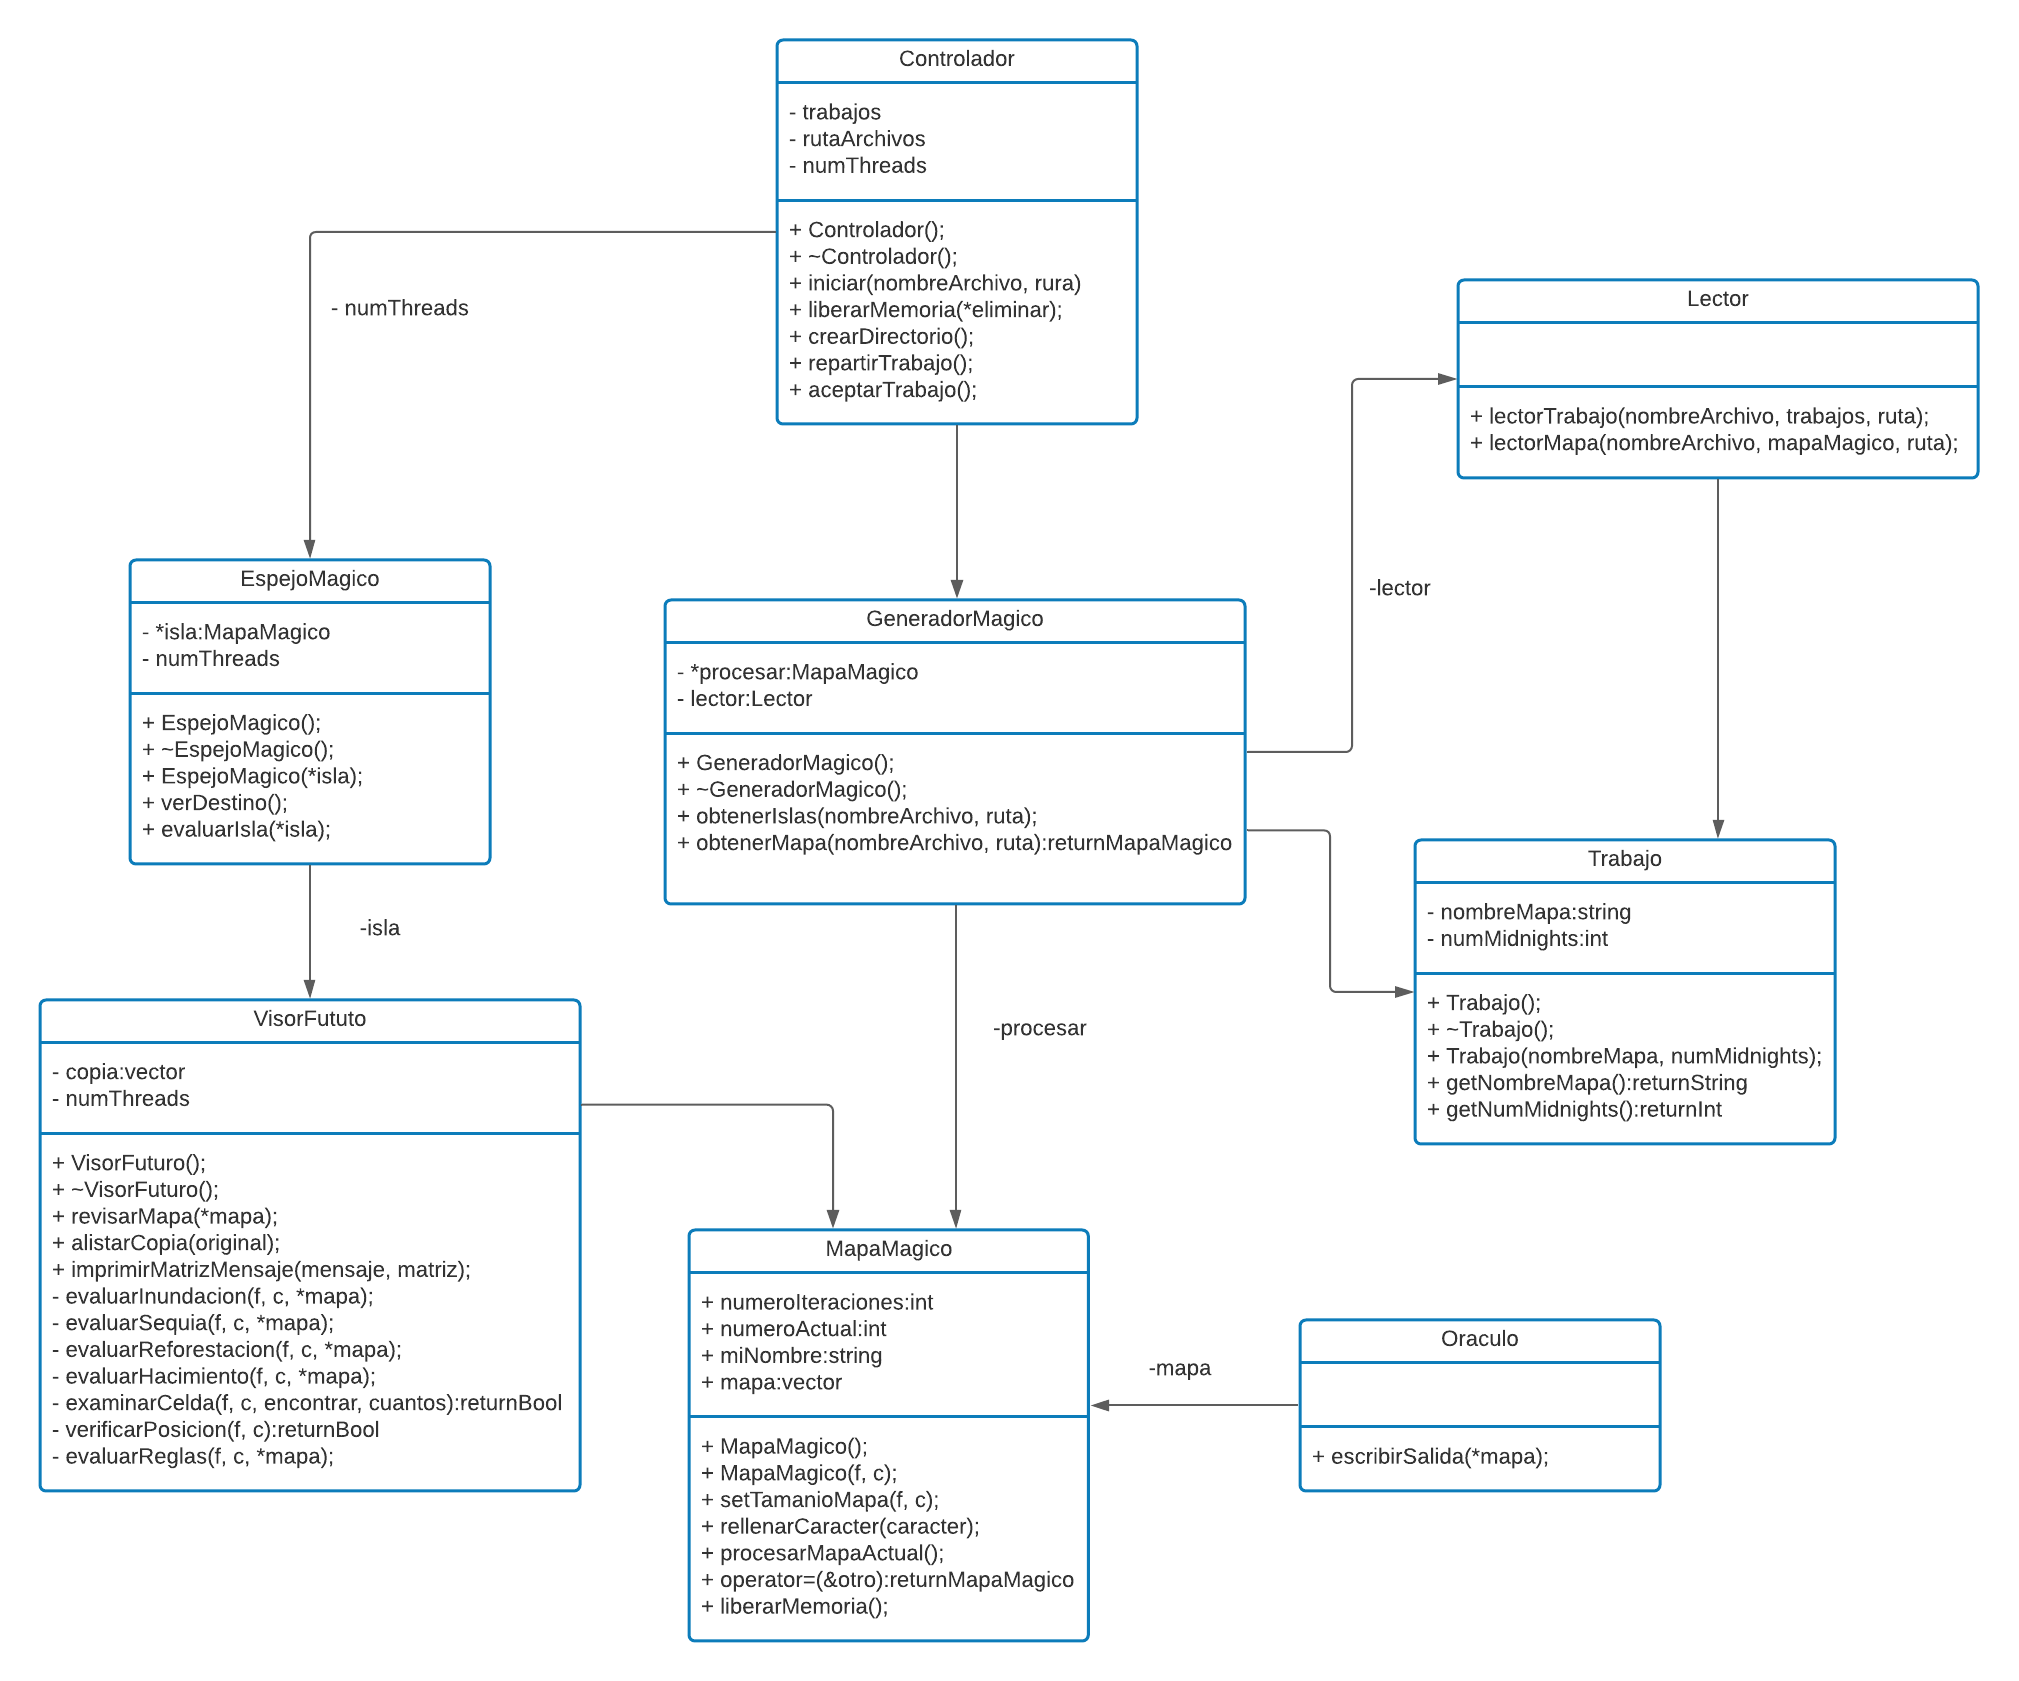 Controlador
- trabajos
- rutaArchivos
- numThreads
+ Controlador();
+ ~Controlador();
+ iniciar(nombreArchivo, rura)
+ liberarMemoria(*eliminar);
+ crearDirectorio();
+ repartirTrabajo();
+ aceptarTrabajo();
- numThreads
Lector
+ lectorTrabajo(nombreArchivo, trabajos, ruta);
+ lectorMapa(nombreArchivo, mapaMagico, ruta);
EspejoMagico
- *isla:MapaMagico
- numThreads
+ EspejoMagico();
+ ~EspejoMagico();
+ EspejoMagico(*isla);
+ verDestino();
+ evaluarIsla(*isla);
GeneradorMagico
- *procesar:MapaMagico
- lector:Lector
+ GeneradorMagico();
+ ~GeneradorMagico();
+ obtenerIslas(nombreArchivo, ruta);
+ obtenerMapa(nombreArchivo, ruta):returnMapaMagico
-lector
Trabajo
- nombreMapa:string
- numMidnights:int
+ Trabajo();
+ ~Trabajo();
+ Trabajo(nombreMapa, numMidnights);
+ getNombreMapa():returnString
+ getNumMidnights():returnInt
-isla
-procesar
VisorFututo
- copia:vector
- numThreads
+ VisorFuturo();
+ ~VisorFuturo();
+ revisarMapa(*mapa);
+ alistarCopia(original);
+ imprimirMatrizMensaje(mensaje, matriz);
- evaluarInundacion(f, c, *mapa);
- evaluarSequia(f, c, *mapa);
- evaluarReforestacion(f, c, *mapa);
- evaluarHacimiento(f, c, *mapa);
- examinarCelda(f, c, encontrar, cuantos):returnBool
- verificarPosicion(f, c):returnBool
- evaluarReglas(f, c, *mapa);
MapaMagico
+ numeroIteraciones:int
+ numeroActual:int
+ miNombre:string
+ mapa:vector
+ MapaMagico();
+ MapaMagico(f, c);
+ setTamanioMapa(f, c);
+ rellenarCaracter(caracter);
+ procesarMapaActual();
+ operator=(&otro):returnMapaMagico
+ liberarMemoria();
-mapa
Oraculo
+ escribirSalida(*mapa);